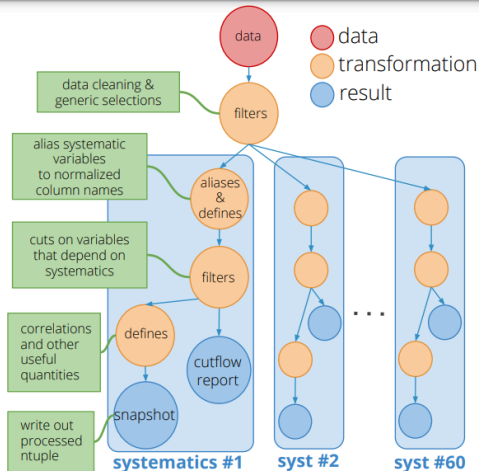 data
data
transformation
result
data cleaning &
generic selections
filters
alias systematic
variables
to normalized
column names
aliases
&
defines
cuts on variables
that depend on
systematics
filters
correlations
and other
useful
quantities
defines
cutflow
report
. . .
write out
processed
ntuple
snapshot
systematics #1
syst #2
syst #60